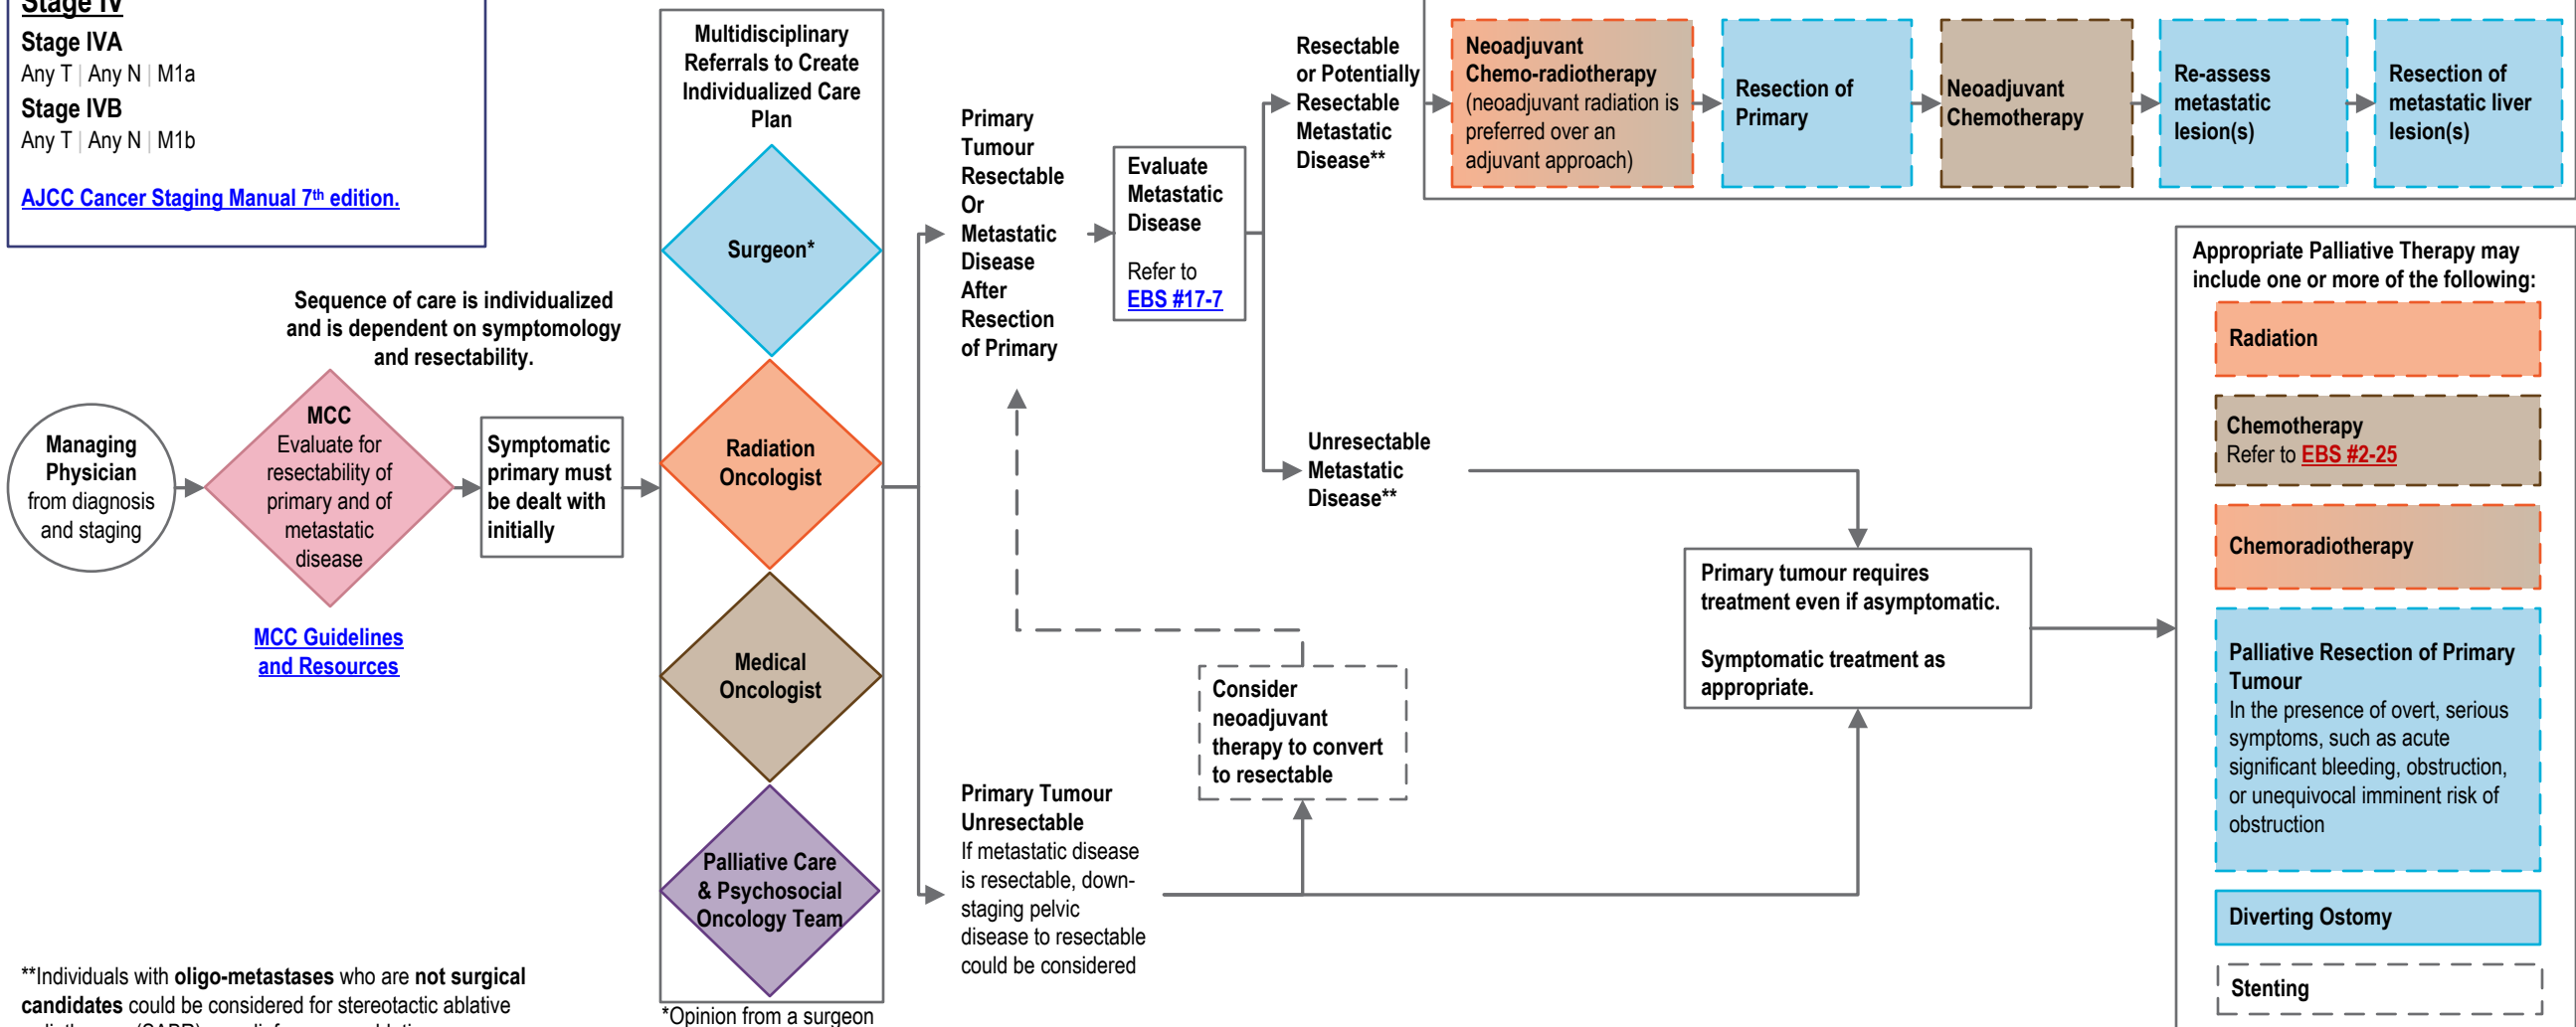 Stage IV
Stage IVA
Any T | Any N | M1a
Stage IVB
Any T | Any N | M1b
AJCC Cancer Staging Manual 7th edition.
Sequence of care is individualized
and is dependent on symptomology
and resectability.
Managing
Physician
from diagnosis
and staging
MCC
Evaluate for
resectability of
primary and of
metastatic
disease
MCC Guidelines
and Resources
Symptomatic
primary must
be dealt with
initially
Multidisciplinary
Referrals to Create
Individualized Care
Plan
Surgeon*
Radiation
Oncologist
Medical
Oncologist
Palliative Care
& Psychosocial
Oncology Team
*Opinion from a surgeon
Primary
Tumour
Resectable
Or
Metastatic
Disease
After
Resection
of Primary
Evaluate
Metastatic
Disease
Refer to
EBS #17-7
Resectable
or Potentially
Resectable
Metastatic
Disease**
Neoadjuvant
Chemo-radiotherapy
(neoadjuvant radiation is
preferred over an
adjuvant approach)
Resection of
Primary
Neoadjuvant
Chemotherapy
Re-assess
metastatic
lesion(s)
Resection of
metastatic liver
lesion(s)
Unresectable
Metastatic
Disease**
Consider
neoadjuvant
therapy to convert
to resectable
Primary Tumour
Unresectable
If metastatic disease
is resectable, down-
staging pelvic
disease to resectable
could be considered
Primary tumour requires
treatment even if asymptomatic.
Symptomatic treatment as
appropriate.
Appropriate Palliative Therapy may
include one or more of the following:
Radiation
Chemotherapy
Refer to EBS #2-25
Chemoradiotherapy
Palliative Resection of Primary
Tumour
In the presence of overt, serious
symptoms, such as acute
significant bleeding, obstruction,
or unequivocal imminent risk of
obstruction
Diverting Ostomy
Stenting
**Individuals with oligo-metastases who are not surgical
candidates could be considered for stereotactic ablative